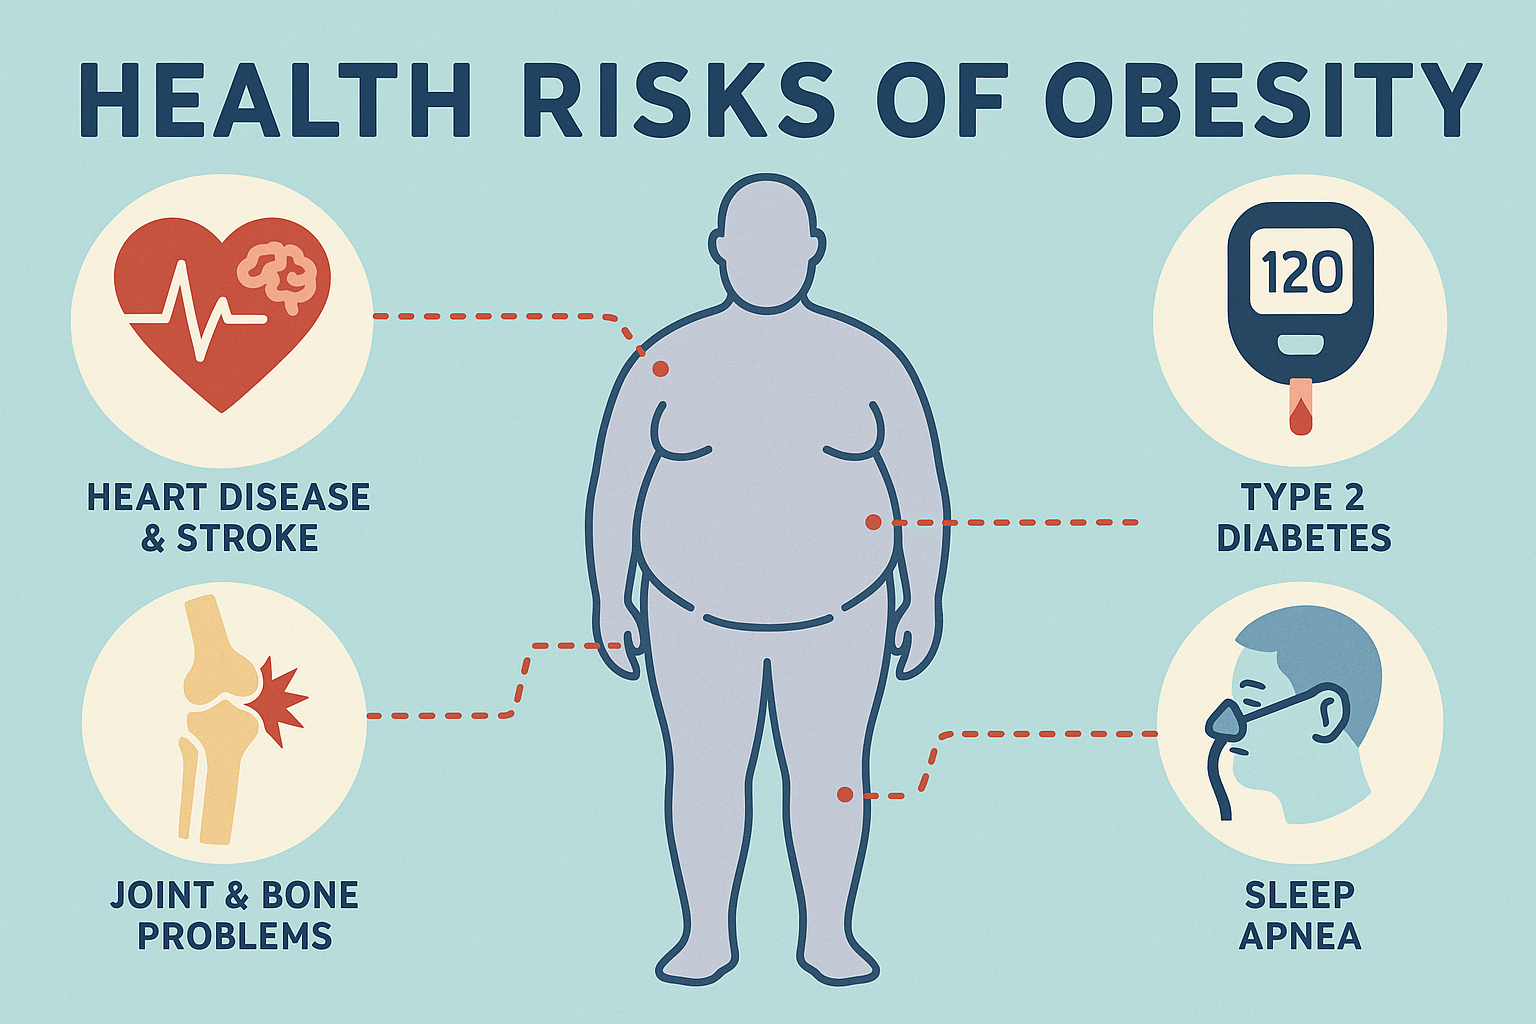 HEALTH RISKS OF OBESITY
120
HEART DISEASE
& STROKE
TYPE 2
DIABETES
JOINT & BONE
PROBLEMS
SLEEP
APNEA